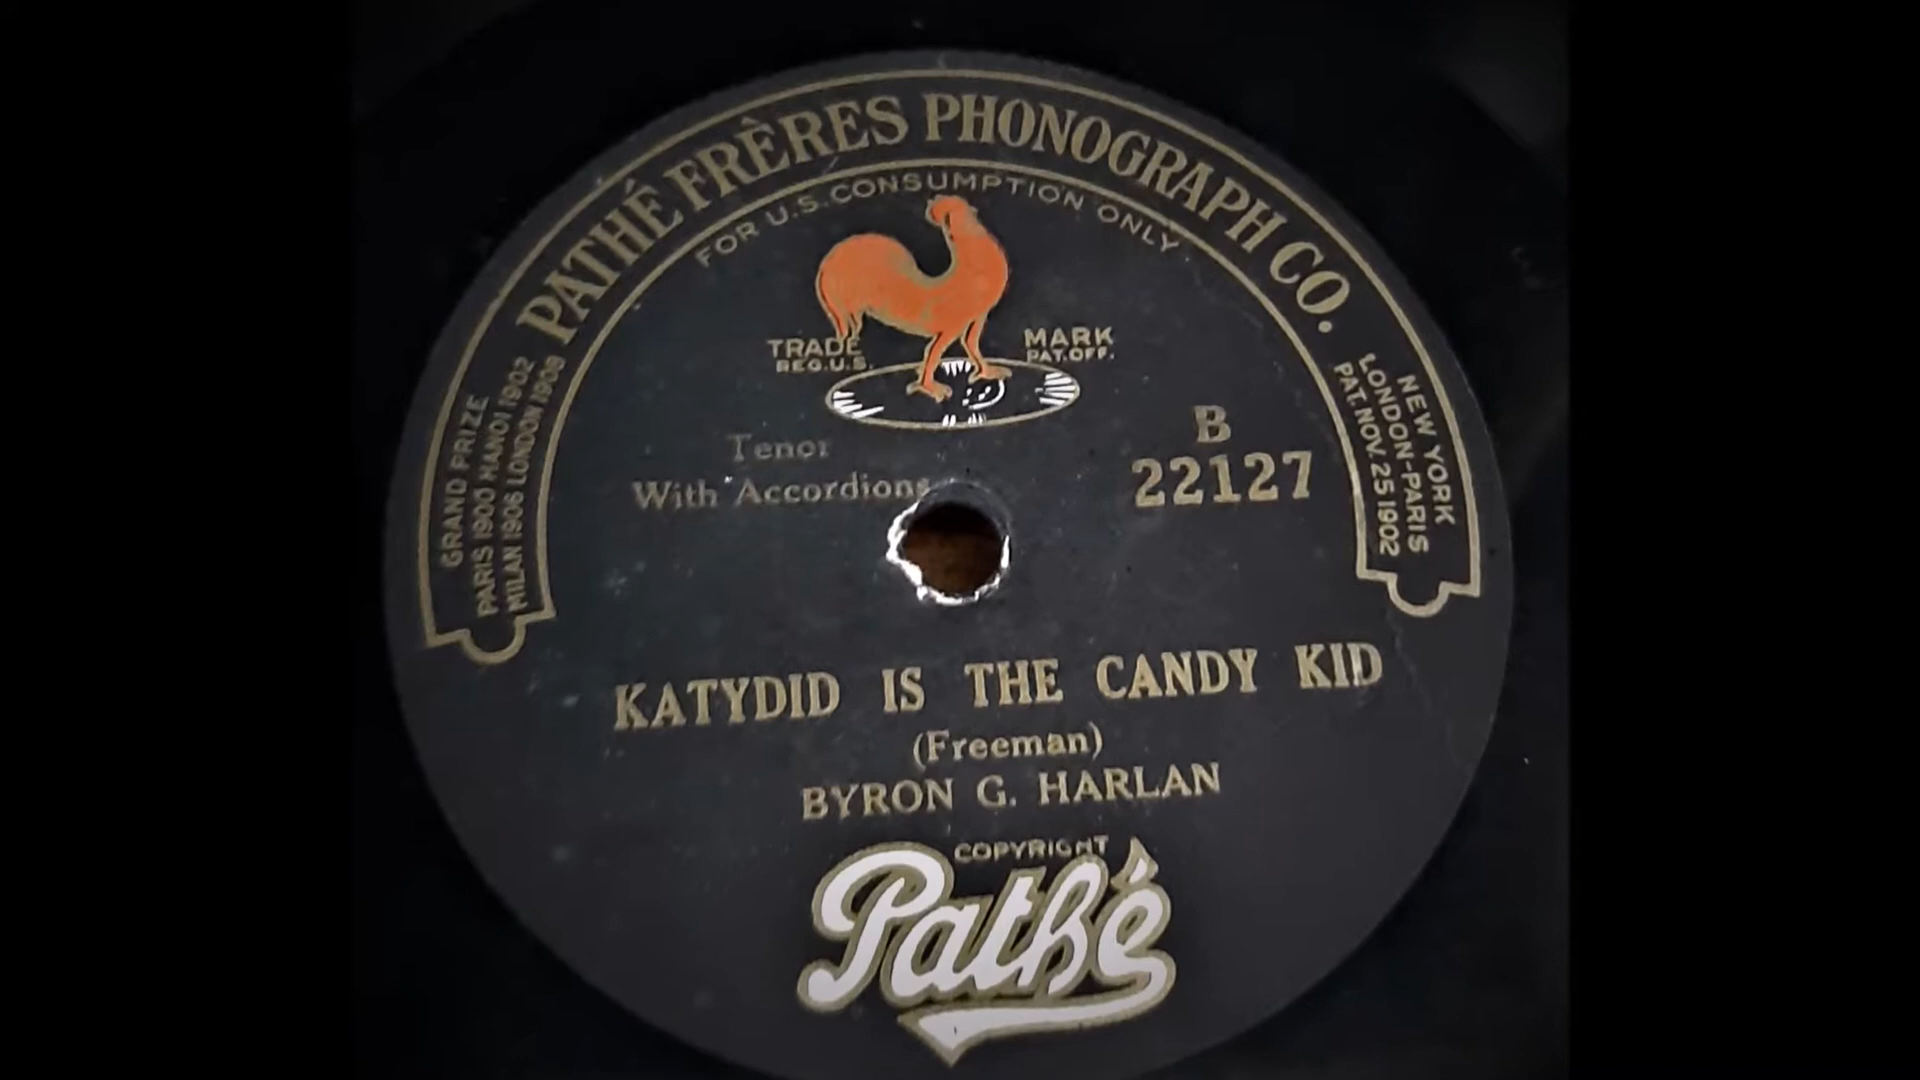 PATHÉ FRÈRES PHONOGRAPH CO.
FOR U.S. CONSUMPTION ONLY
TRADE MARK
REG.U.S. PAT.OFF.
GRAND PRIZE
PARIS 1900 HANOI 1902
MILAN 1906 LONDON 1908
NEW YORK
LONDON-PARIS
PAT. NOV. 25 1902
Tenor
With Accordions
B
22127
KATYDID IS THE CANDY KID
(Freeman)
BYRON G. HARLAN
COPYRIGHT
Pathé